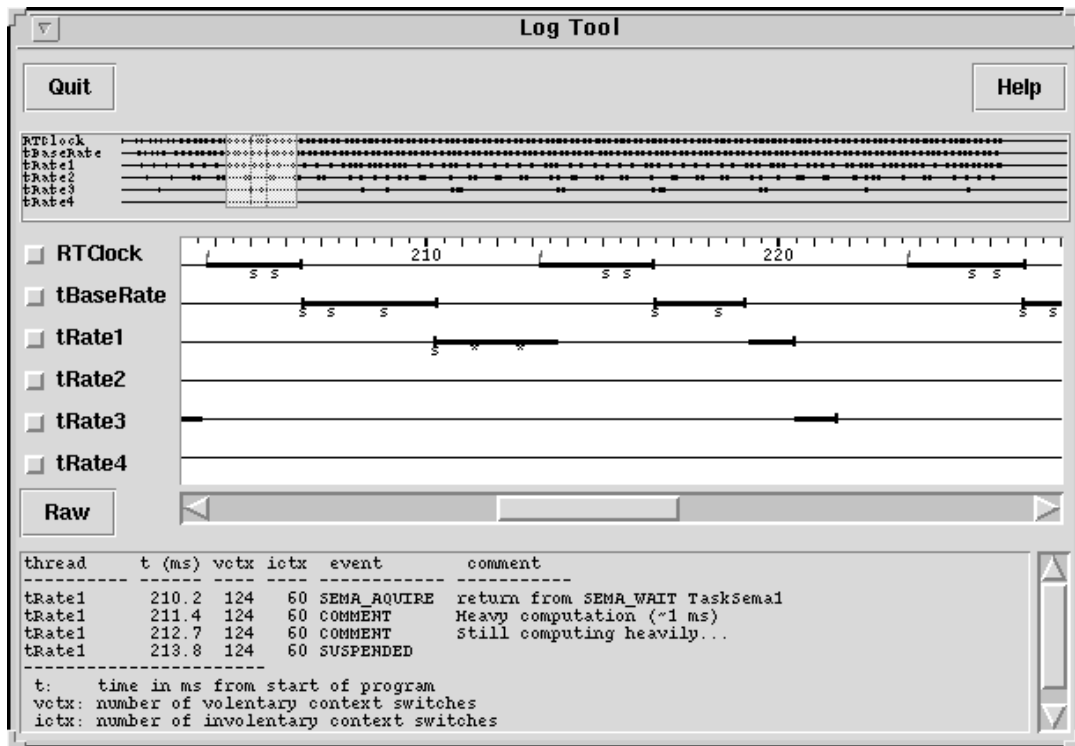 Log Tool
Quit
Help
RTClock
tBaseRate
tRate1
tRate2
tRate3
tRate4
RTClock
210
220
s s
s s
s s
tBaseRate
s s s
s s
s s
tRate1
s * *
tRate2
tRate3
tRate4
Raw
thread t (ms) vctx ictx event comment
---------- ------ ---- ---- ------------ -----------
tRate1 210.2 124 60 SEMA_AQUIRE return from SEMA_WAIT TaskSema1
tRate1 211.4 124 60 COMMENT Heavy computation (~1 ms)
tRate1 212.7 124 60 COMMENT Still computing heavily...
tRate1 213.8 124 60 SUSPENDED
-----------------------
t: time in ms from start of program
vctx: number of volentary context switches
ictx: number of involentary context switches